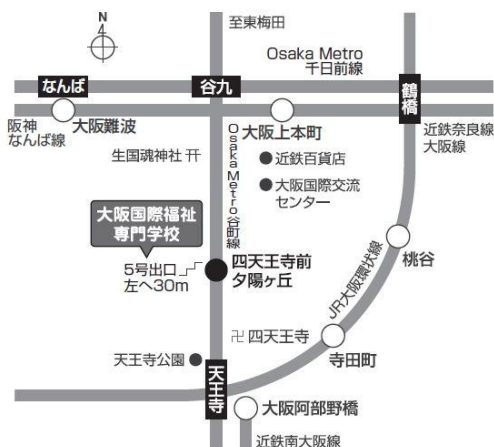 N
至東梅田
Osaka Metro
千日前線
なんば
谷九
鶴橋
阪神
なんば線
大阪難波
大阪上本町
近鉄奈良線
大阪線
生国魂神社
Osaka Metro谷町線
近鉄百貨店
大阪国際交流
センター
大阪国際福祉
専門学校
5号出口
左へ30m
四天王寺前
夕陽ヶ丘
JR大阪環状線
桃谷
卍四天王寺
寺田町
天王寺公園
天王寺
大阪阿部野橋
近鉄南大阪線